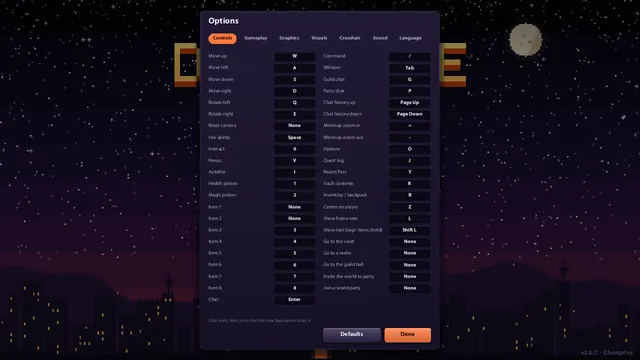 Options
Controls Gameplay Graphics Visuals Crosshair Sound Language
Move up W
Move left A
Move down S
Move right D
Rotate left Q
Rotate right E
Reset camera None
Use ability Space
Interact
Nexus V
Autofire I
Health potion 1
Magic potion 2
Item 1 None
Item 2 None
Item 3 3
Item 4 4
Item 5 5
Item 6 6
Item 7 7
Item 8 8
Chat Enter
Command /
Whisper Tab
Guild chat G
Party chat P
Chat history up Page Up
Chat history down Page Down
Minimap zoom in =
Minimap zoom out
Options O
Quest log J
Realm Pass Y
Vault contents K
Inventory / backpack B
Center on player Z
Show frame rate L
Show last bags' items (hold) Shift L
Go to the vault None
Go to a realm None
Go to the guild hall None
Invite the world to party None
Join a world party None
Defaults Done
v2.6.7 - Changelog